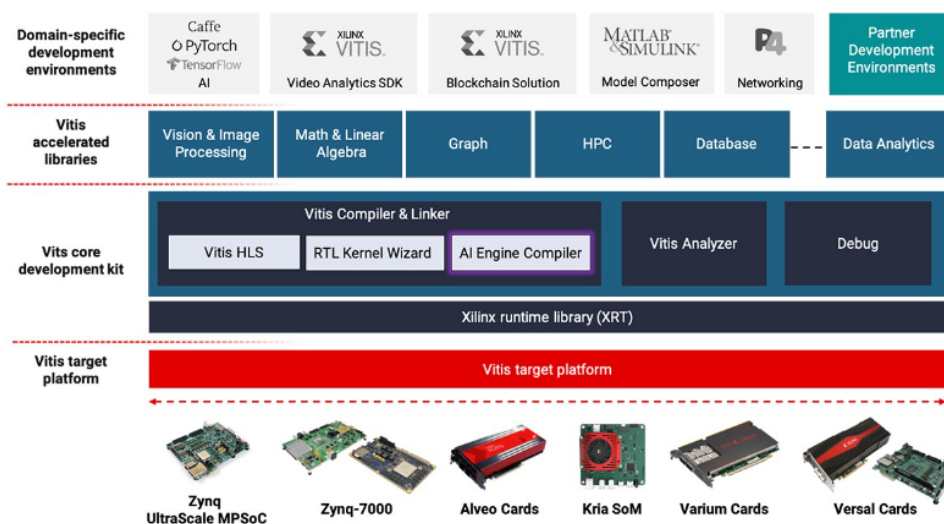 Domain-specific
development
environments
Caffe
PyTorch
TensorFlow
AI
XILINX
VITIS™
Video Analytics SDK
XILINX
VITIS™
Blockchain Solution
MATLAB®
&SIMULINK®
Model Composer
P4
Networking
Partner
Development
Environments
Vitis
accelerated
libraries
Vision & Image
Processing
Math & Linear
Algebra
Graph
HPC
Database
Data Analytics
Vits core
development kit
Vitis Compiler & Linker
Vitis HLS
RTL Kernel Wizard
AI Engine Compiler
Vitis Analyzer
Debug
Xilinx runtime library (XRT)
Vitis target
platform
Vitis target platform
Zynq
UltraScale MPSoC
Zynq-7000
Alveo Cards
Kria SoM
Varium Cards
Versal Cards